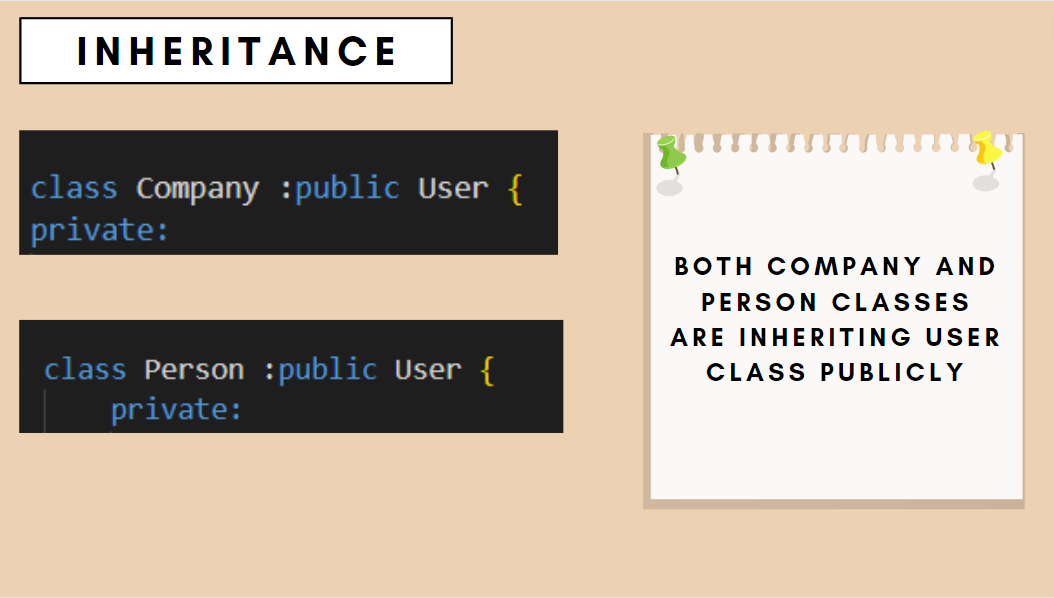 INHERITANCE
class Company :public User {
private:
class Person :public User {
private:
BOTH COMPANY AND
PERSON CLASSES
ARE INHERITING USER
CLASS PUBLICLY